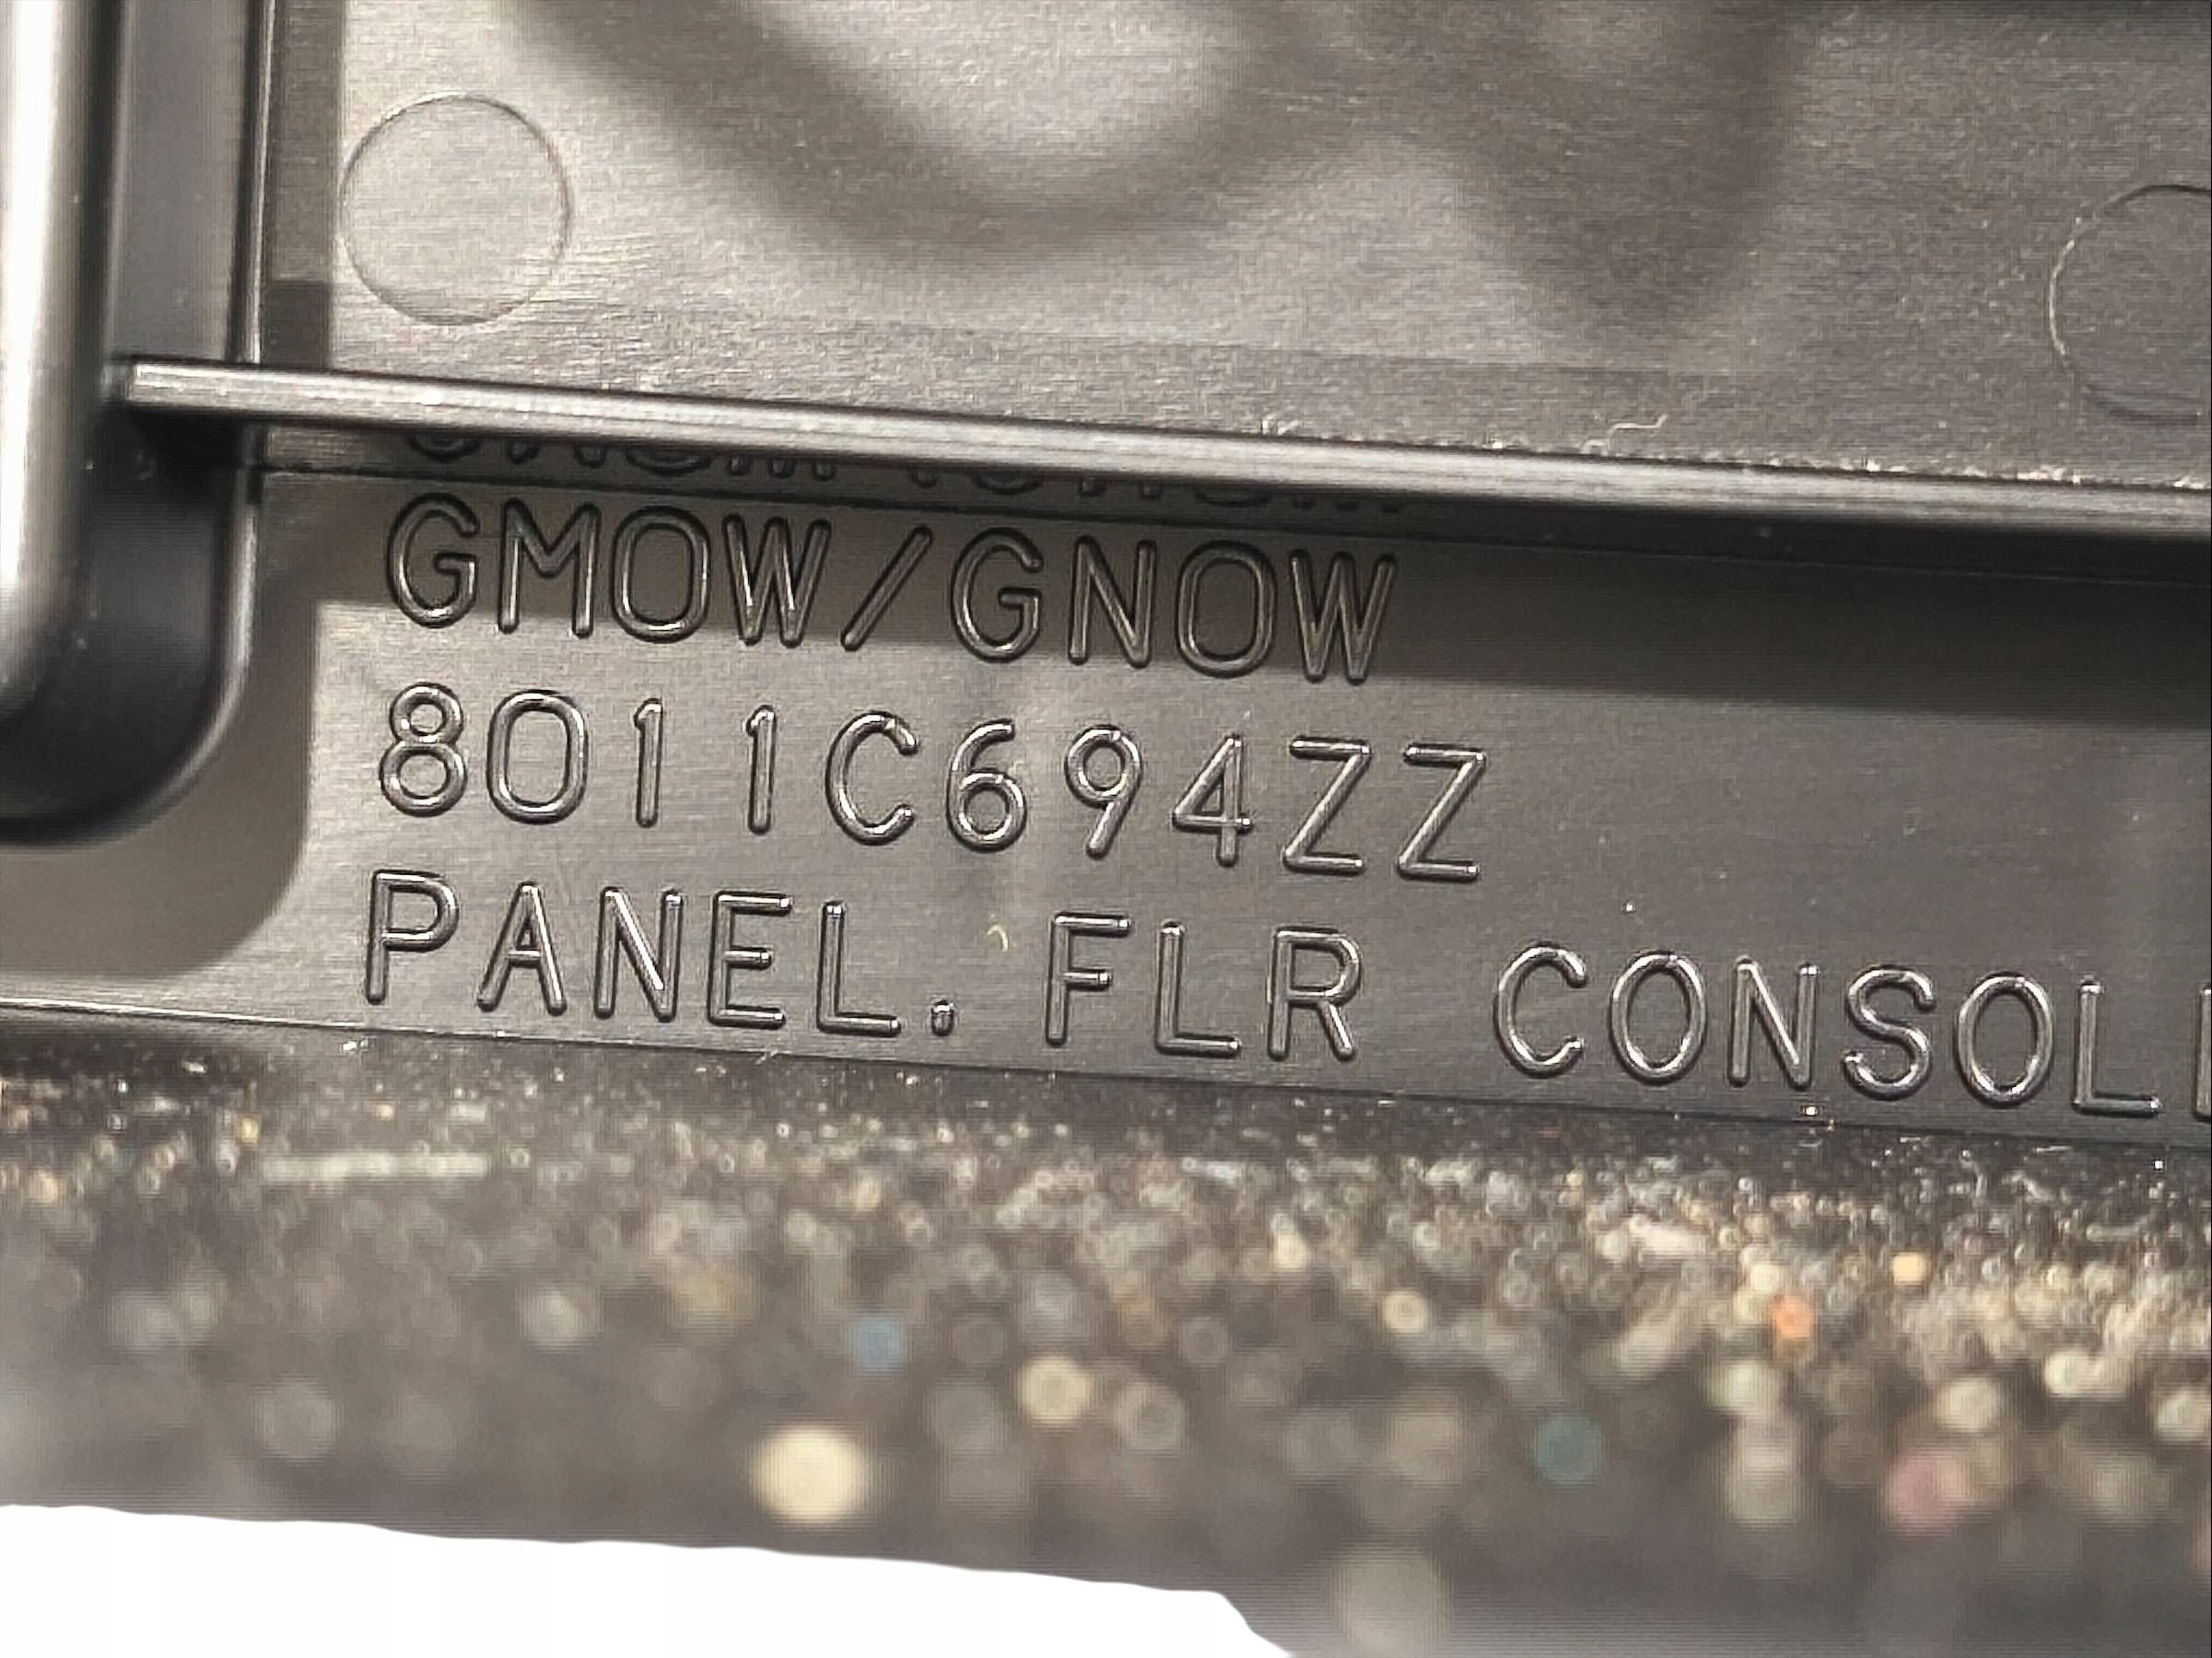 GMOW/GNOW
8011C694ZZ
PANEL. FLR CONSOL